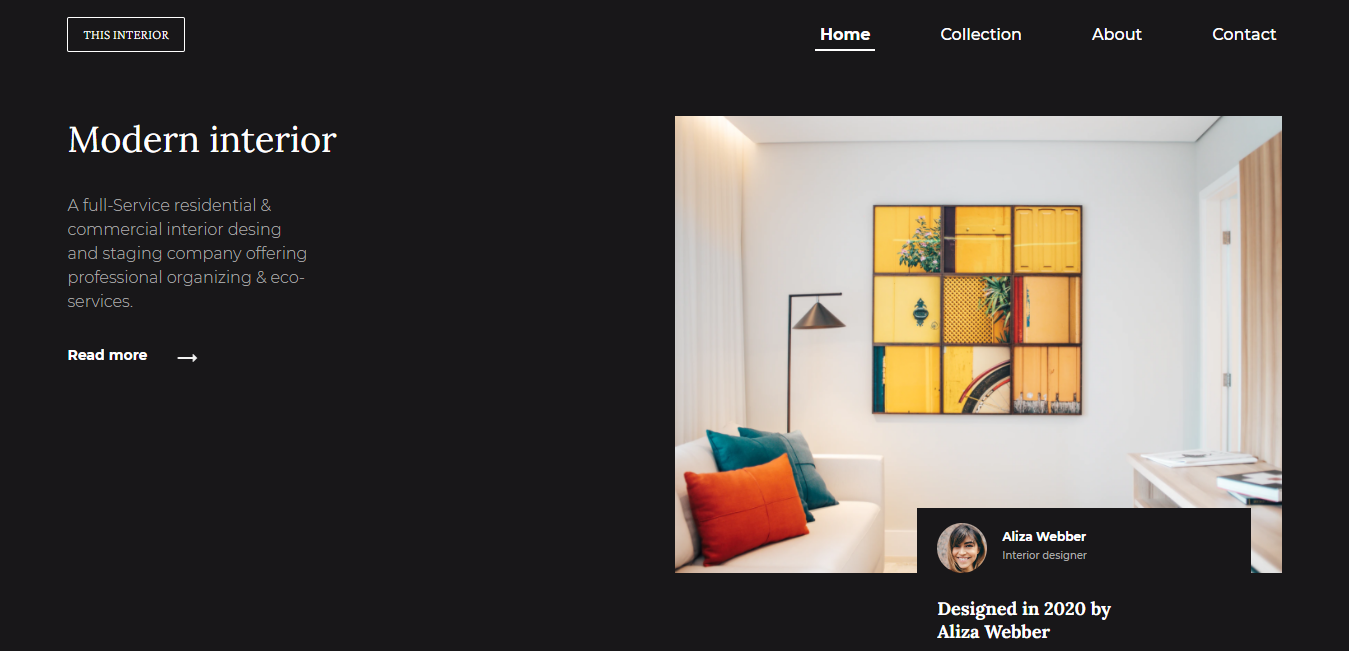 THIS INTERIOR
Home
Collection
About
Contact
Modern interior
A full-Service residential &
commercial interior desing
and staging company offering
professional organizing & eco-
services.
Read more
Aliza Webber
Interior designer
Designed in 2020 by
Aliza Webber